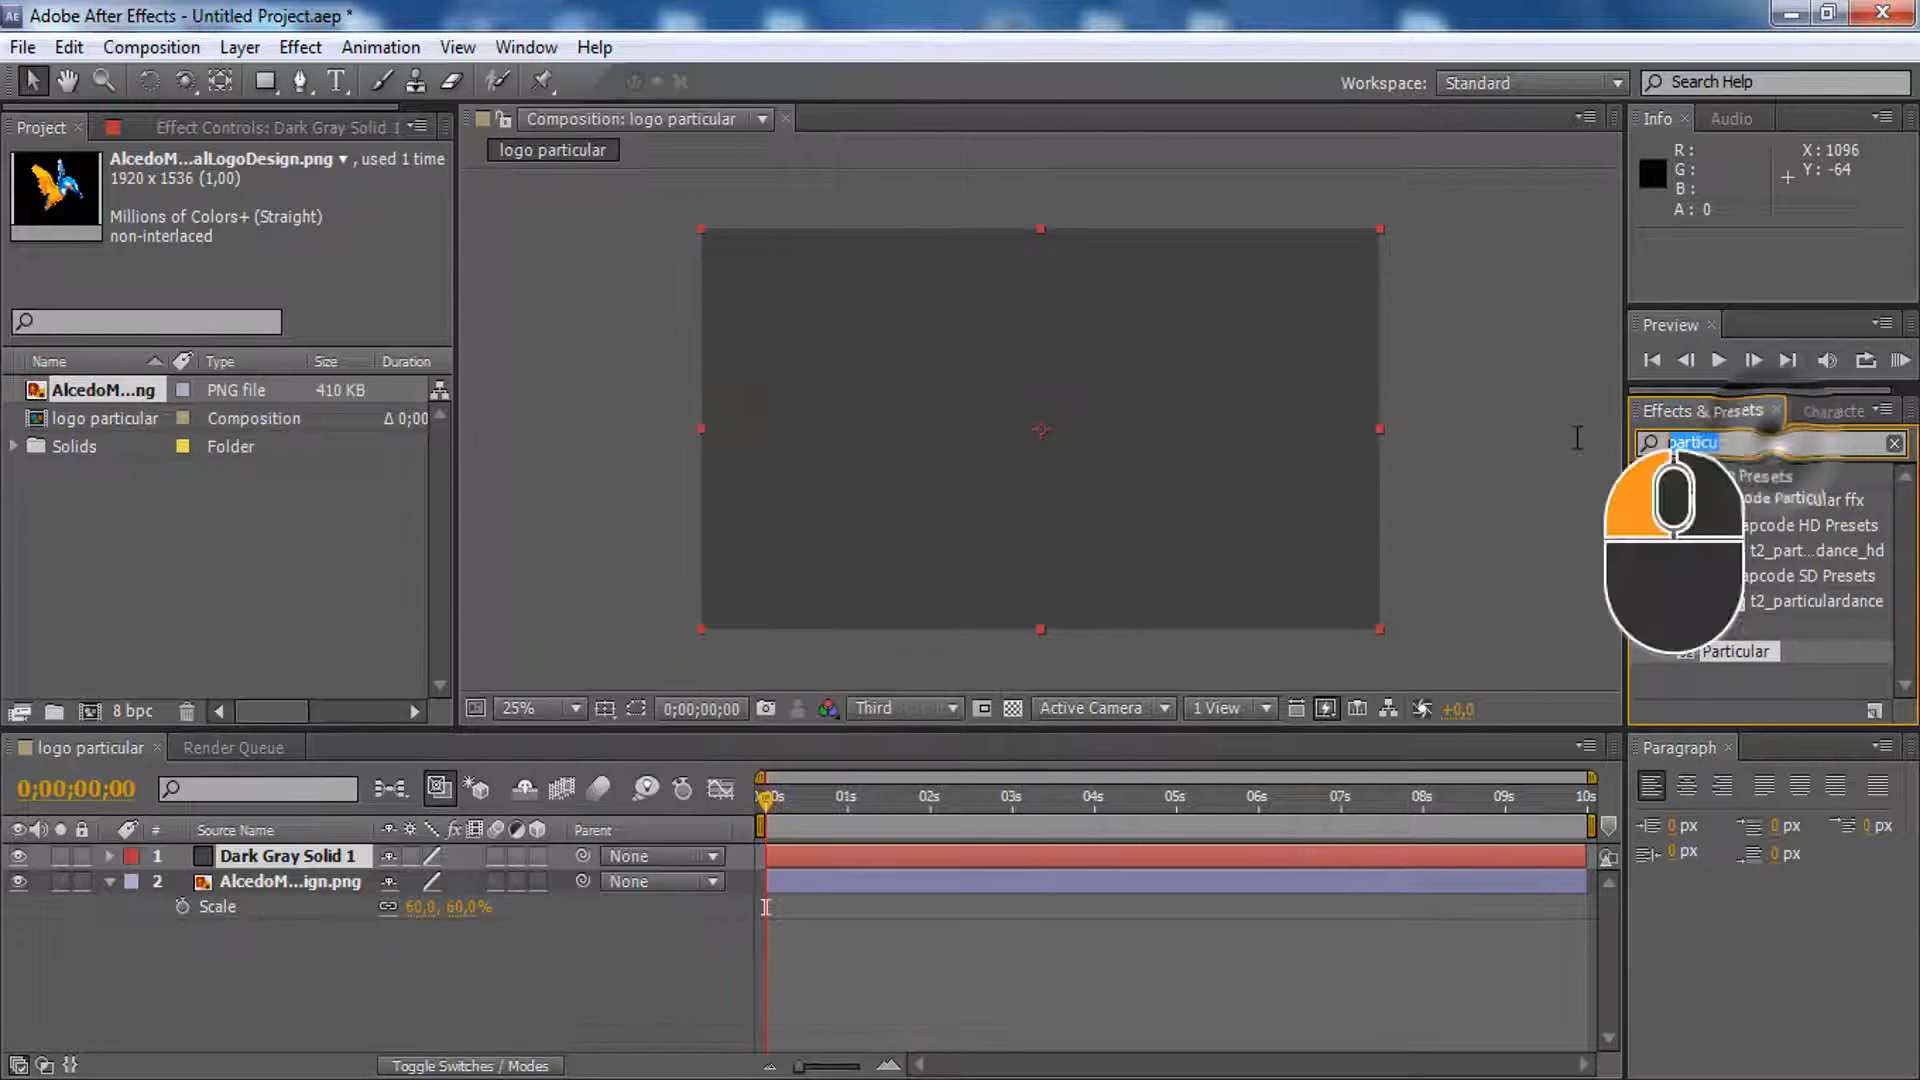 Adobe After Effects - Untitled Project.aep *
File Edit Composition Layer Effect Animation View Window Help
Workspace: Standard Search Help
Project Effect Controls: Dark Gray Solid 1
AlcedoM...alLogoDesign.png ▼ , used 1 time
1920 x 1536 (1,00)
Millions of Colors+ (Straight)
non-interlaced
Name Type Size Duration
AlcedoM...ng PNG file 410 KB
logo particular Composition Δ 0;00
Solids Folder
8 bpc
Composition: logo particular
logo particular
25% 0;00;00;00 Third Active Camera 1 View +0,0
Info Audio
R: X: 1096
G: Y: -64
B:
A: 0
Preview
Effects & Presets Characte
particu
Presets
ode Particular ffx
apcode HD Presets
t2_part...dance_hd
apcode SD Presets
t2_particulardance
Particular
logo particular Render Queue
0;00;00;00
0s 01s 02s 03s 04s 05s 06s 07s 08s 09s 10s
# Source Name fx Parent
1 Dark Gray Solid 1 None
2 AlcedoM...ign.png None
Scale 60,0, 60,0%
Toggle Switches / Modes
Paragraph
0 px 0 px 0 px
0 px 0 px